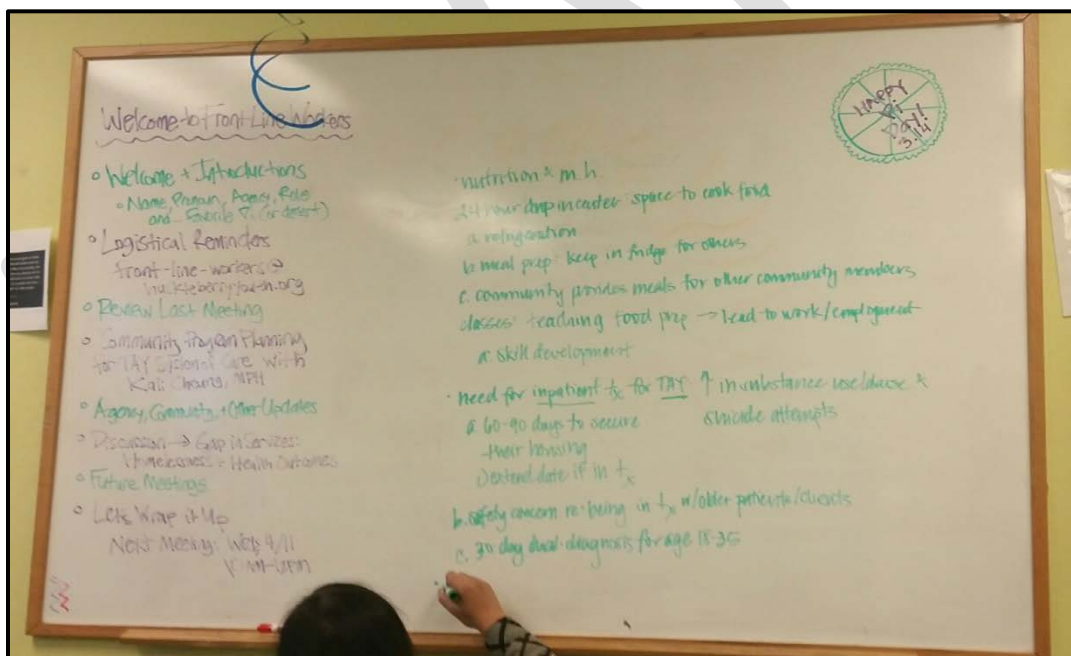 Welcome to Front Line Workers
Welcome + Introductions
Name, Pronoun, Agency, Role
and Favorite Pi (or dessert)
Logistical Reminders
front-line-workers@
huckleberryyouth.org
Review Last Meeting
Community Program Planning
for TAY System of Care with
Kali Cheung, MPH
Agency, Community, + Other Updates
Discussion → Gap in Services:
Homelessness + Health Outcomes
Future Meetings
Lets Wrap it Up
Next Meeting: Weds 4/11
HAPPY
Pi
DAY!
3.14
nutrition & m.h.
24 hour drop in center space to cook food
a. refrigeration
b. meal prep: keep in fridge for others
c. community provides meals for other community members
classes: teaching food prep → lead to work/employment
a. skill development
need for inpatient tx for TAY ↑ in substance use/abuse &
suicide attempts
a. 60-90 days to secure
their housing
extend date if in tx
b. safety concern re: being in tx w/older patients/clients
c. 30 day dual diagnosis for age 18-35